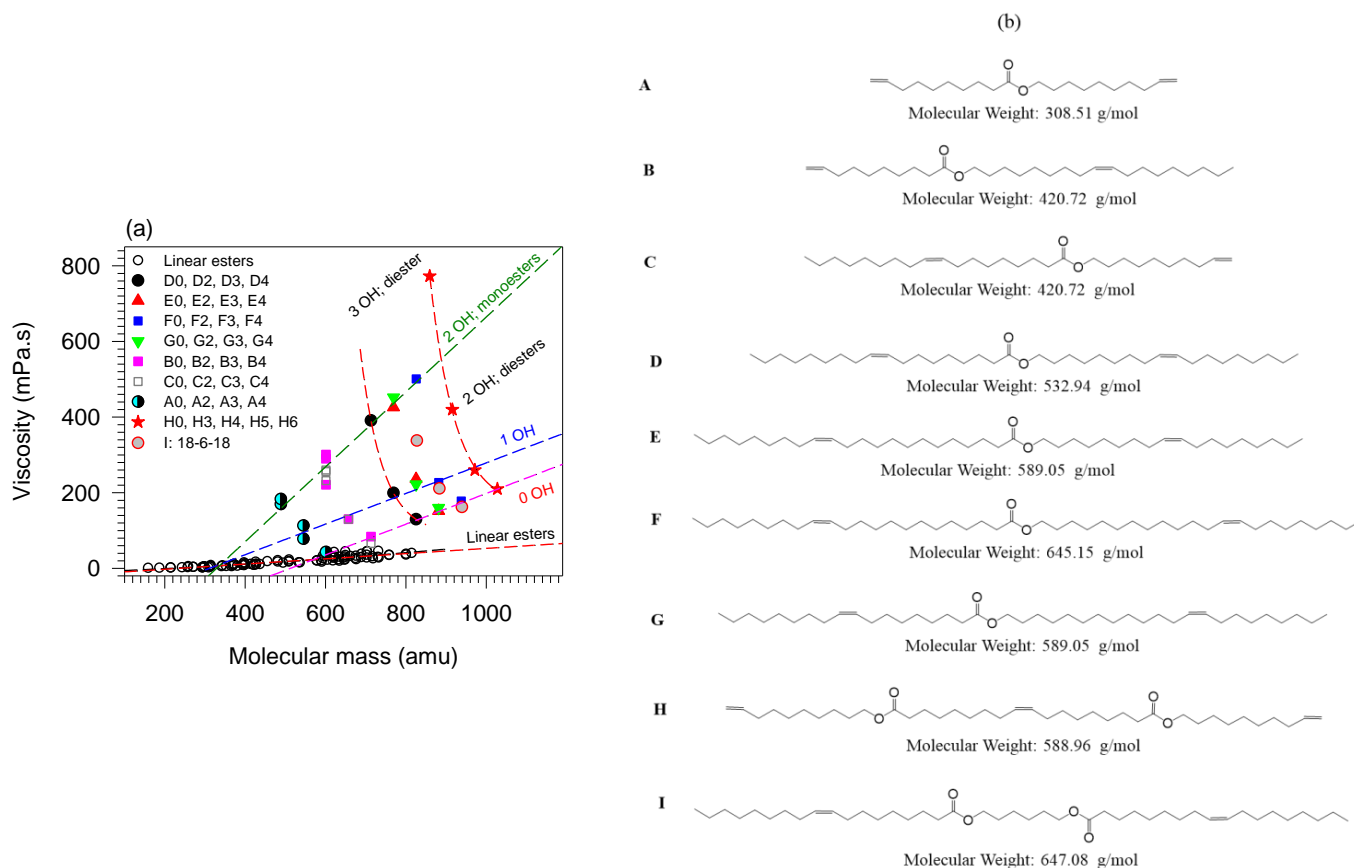 (a)
800
600
400
200
0
200
400
600
800
1000
Viscosity (mPa.s)
Molecular mass (amu)
Linear esters
D0, D2, D3, D4
E0, E2, E3, E4
F0, F2, F3, F4
G0, G2, G3, G4
B0, B2, B3, B4
C0, C2, C3, C4
A0, A2, A3, A4
H0, H3, H4, H5, H6
I: 18-6-18
3 OH; diester
2 OH; monoesters
2 OH; diesters
1 OH
0 OH
Linear esters
(b)
A
O
O
Molecular Weight: 308.51 g/mol
B
O
O
Molecular Weight: 420.72 g/mol
C
O
O
Molecular Weight: 420.72 g/mol
D
O
O
Molecular Weight: 532.94 g/mol
E
O
O
Molecular Weight: 589.05 g/mol
F
O
O
Molecular Weight: 645.15 g/mol
G
O
O
Molecular Weight: 589.05 g/mol
H
O
O
O
O
Molecular Weight: 588.96 g/mol
I
O
O
O
O
Molecular Weight: 647.08 g/mol